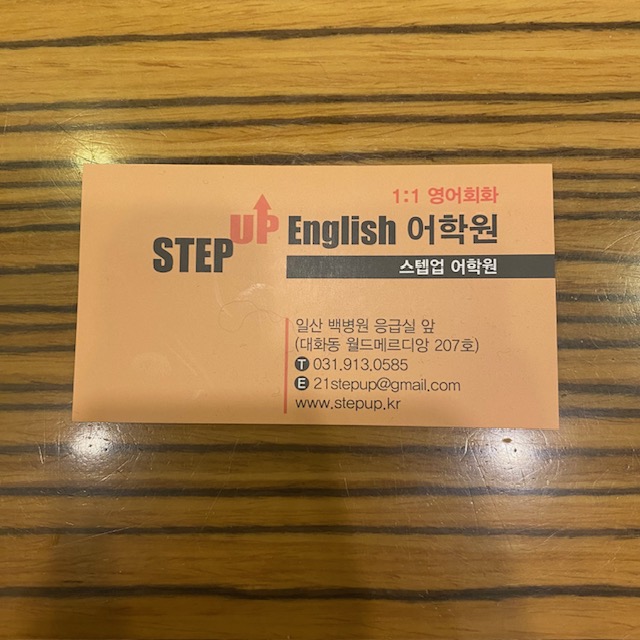 1:1 영어회화
STEP UP English 어학원
스텝업 어학원
일산 백병원 응급실 앞
(대화동 월드메르디앙 207호)
T 031.913.0585
E 21stepup@gmail.com
www.stepup.kr